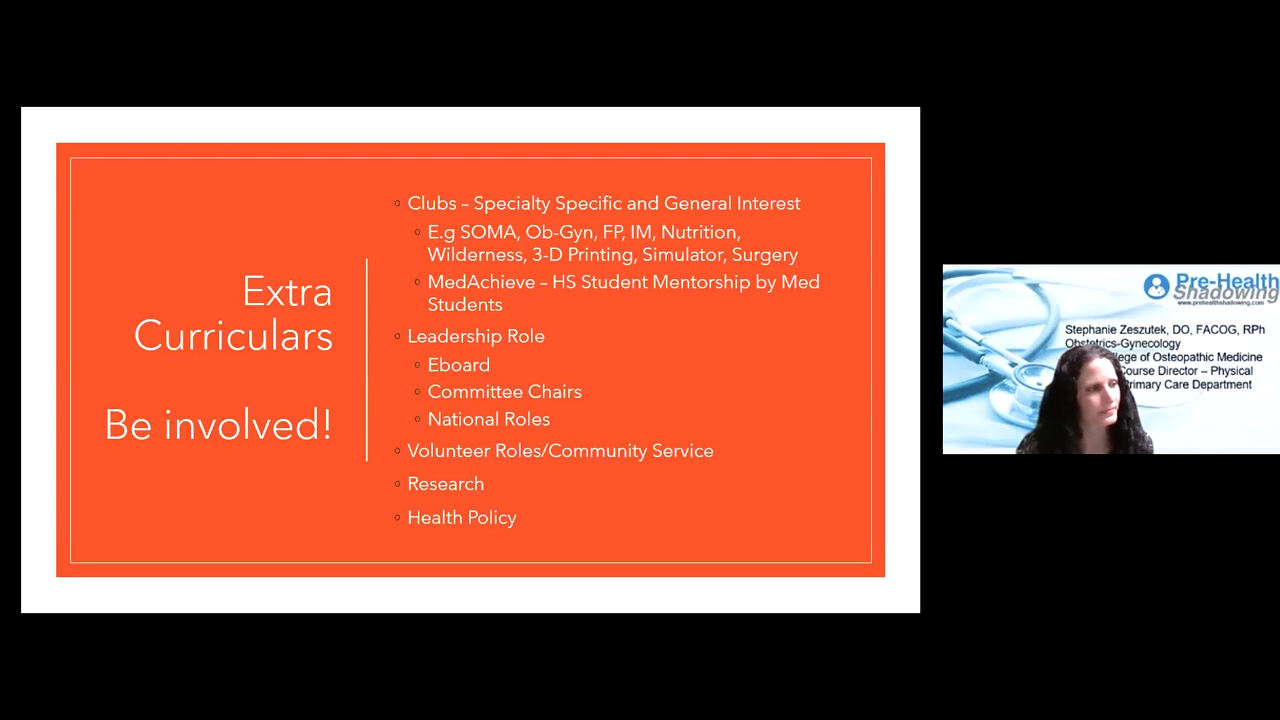 Extra
Curriculars
Be involved!
Clubs – Specialty Specific and General Interest
E.g SOMA, Ob-Gyn, FP, IM, Nutrition,
Wilderness, 3-D Printing, Simulator, Surgery
MedAchieve – HS Student Mentorship by Med
Students
Leadership Role
Eboard
Committee Chairs
National Roles
Volunteer Roles/Community Service
Research
Health Policy
Pre-Health
Shadowing
www.prehealthshadowing.com
Stephanie Zeszutek, DO, FACOG, RPh
Obstetrics-Gynecology
of Osteopathic Medicine
Course Director – Physical
Primary Care Department